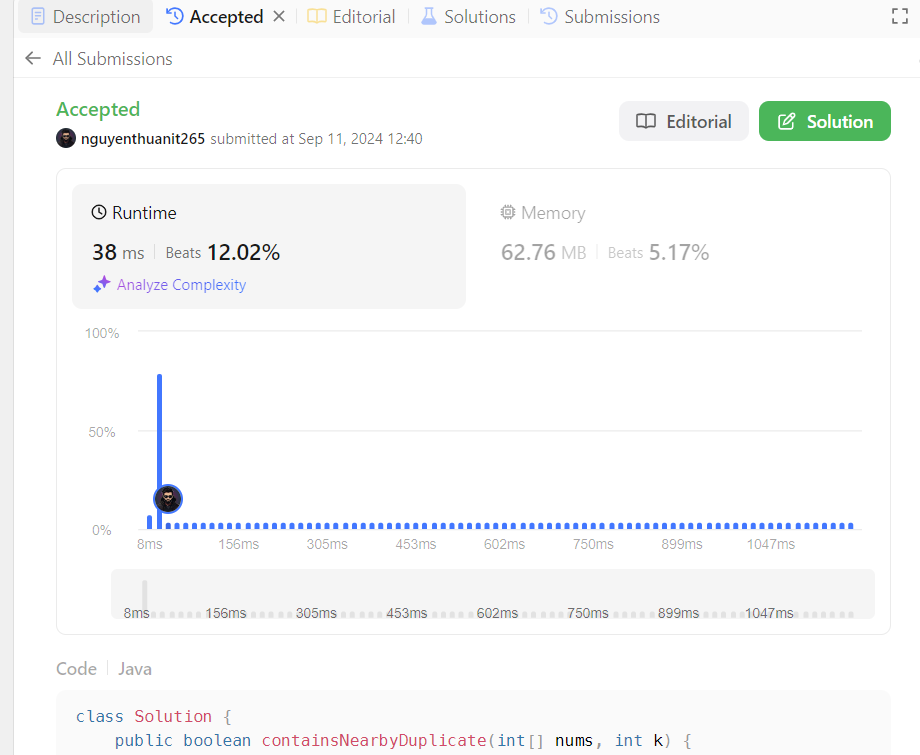 Description Accepted Editorial Solutions Submissions
All Submissions
Accepted
nguyenthuanit265 submitted at Sep 11, 2024 12:40
Editorial Solution
Runtime Memory
38 ms Beats 12.02% 62.76 MB Beats 5.17%
Analyze Complexity
100%
50%
0%
8ms 156ms 305ms 453ms 602ms 750ms 899ms 1047ms
8ms 156ms 305ms 453ms 602ms 750ms 899ms 1047ms
Code Java
class Solution {
public boolean containsNearbyDuplicate(int[] nums, int k) {